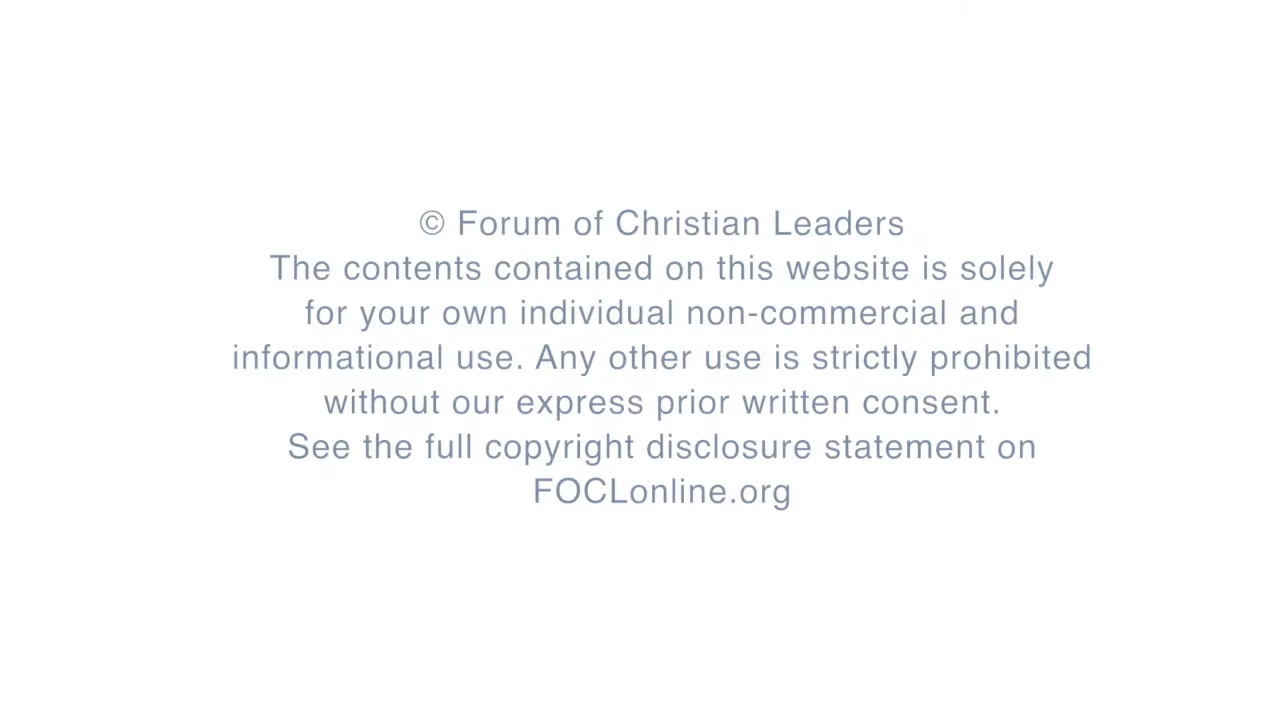 © Forum of Christian Leaders
The contents contained on this website is solely
for your own individual non-commercial and
informational use. Any other use is strictly prohibited
without our express prior written consent.
See the full copyright disclosure statement on
FOCLonline.org